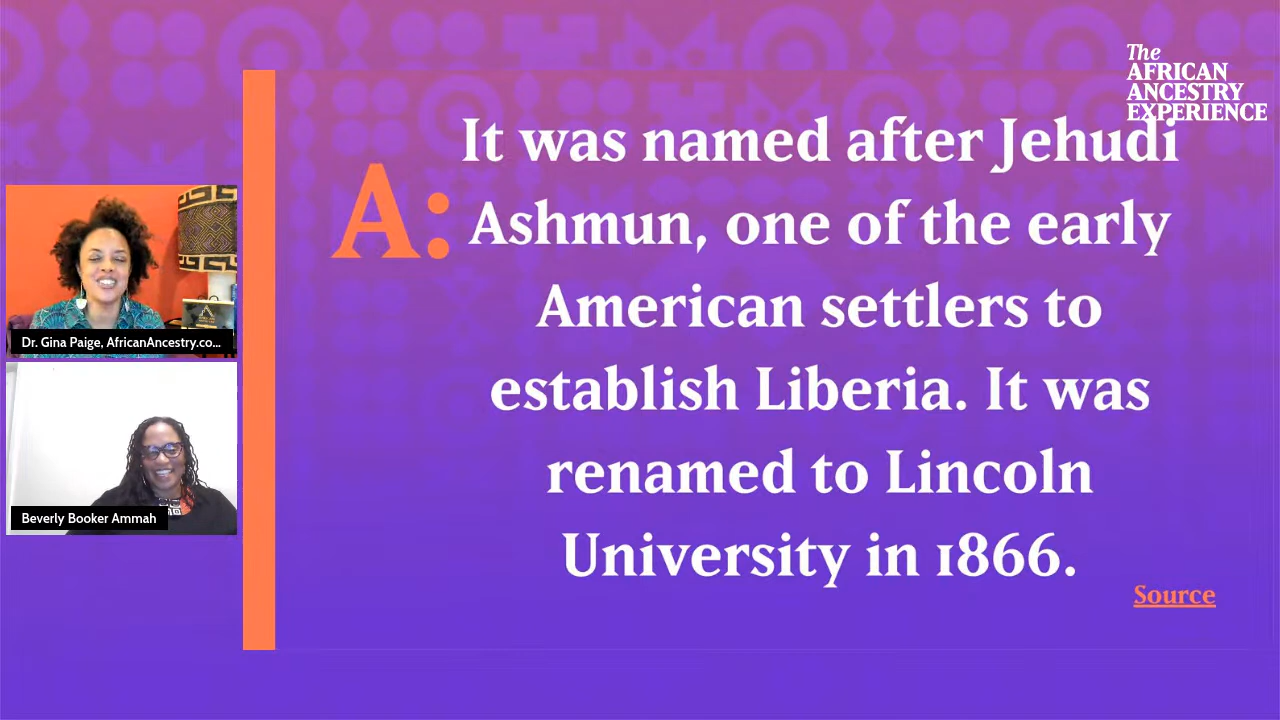 The
AFRICAN
ANCESTRY
EXPERIENCE
A:
It was named after Jehudi
Ashmun, one of the early
American settlers to
establish Liberia. It was
renamed to Lincoln
University in 1866.
Source
Dr. Gina Paige, AfricanAncestry.co...
Beverly Booker Ammah